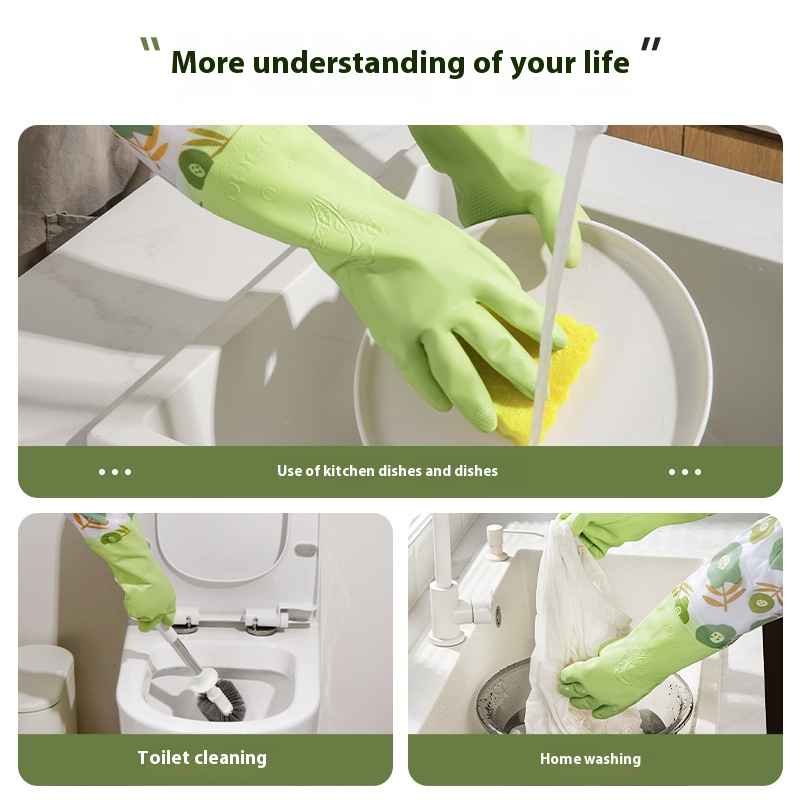 " More understanding of your life "
Use of kitchen dishes and dishes
Toilet cleaning
Home washing